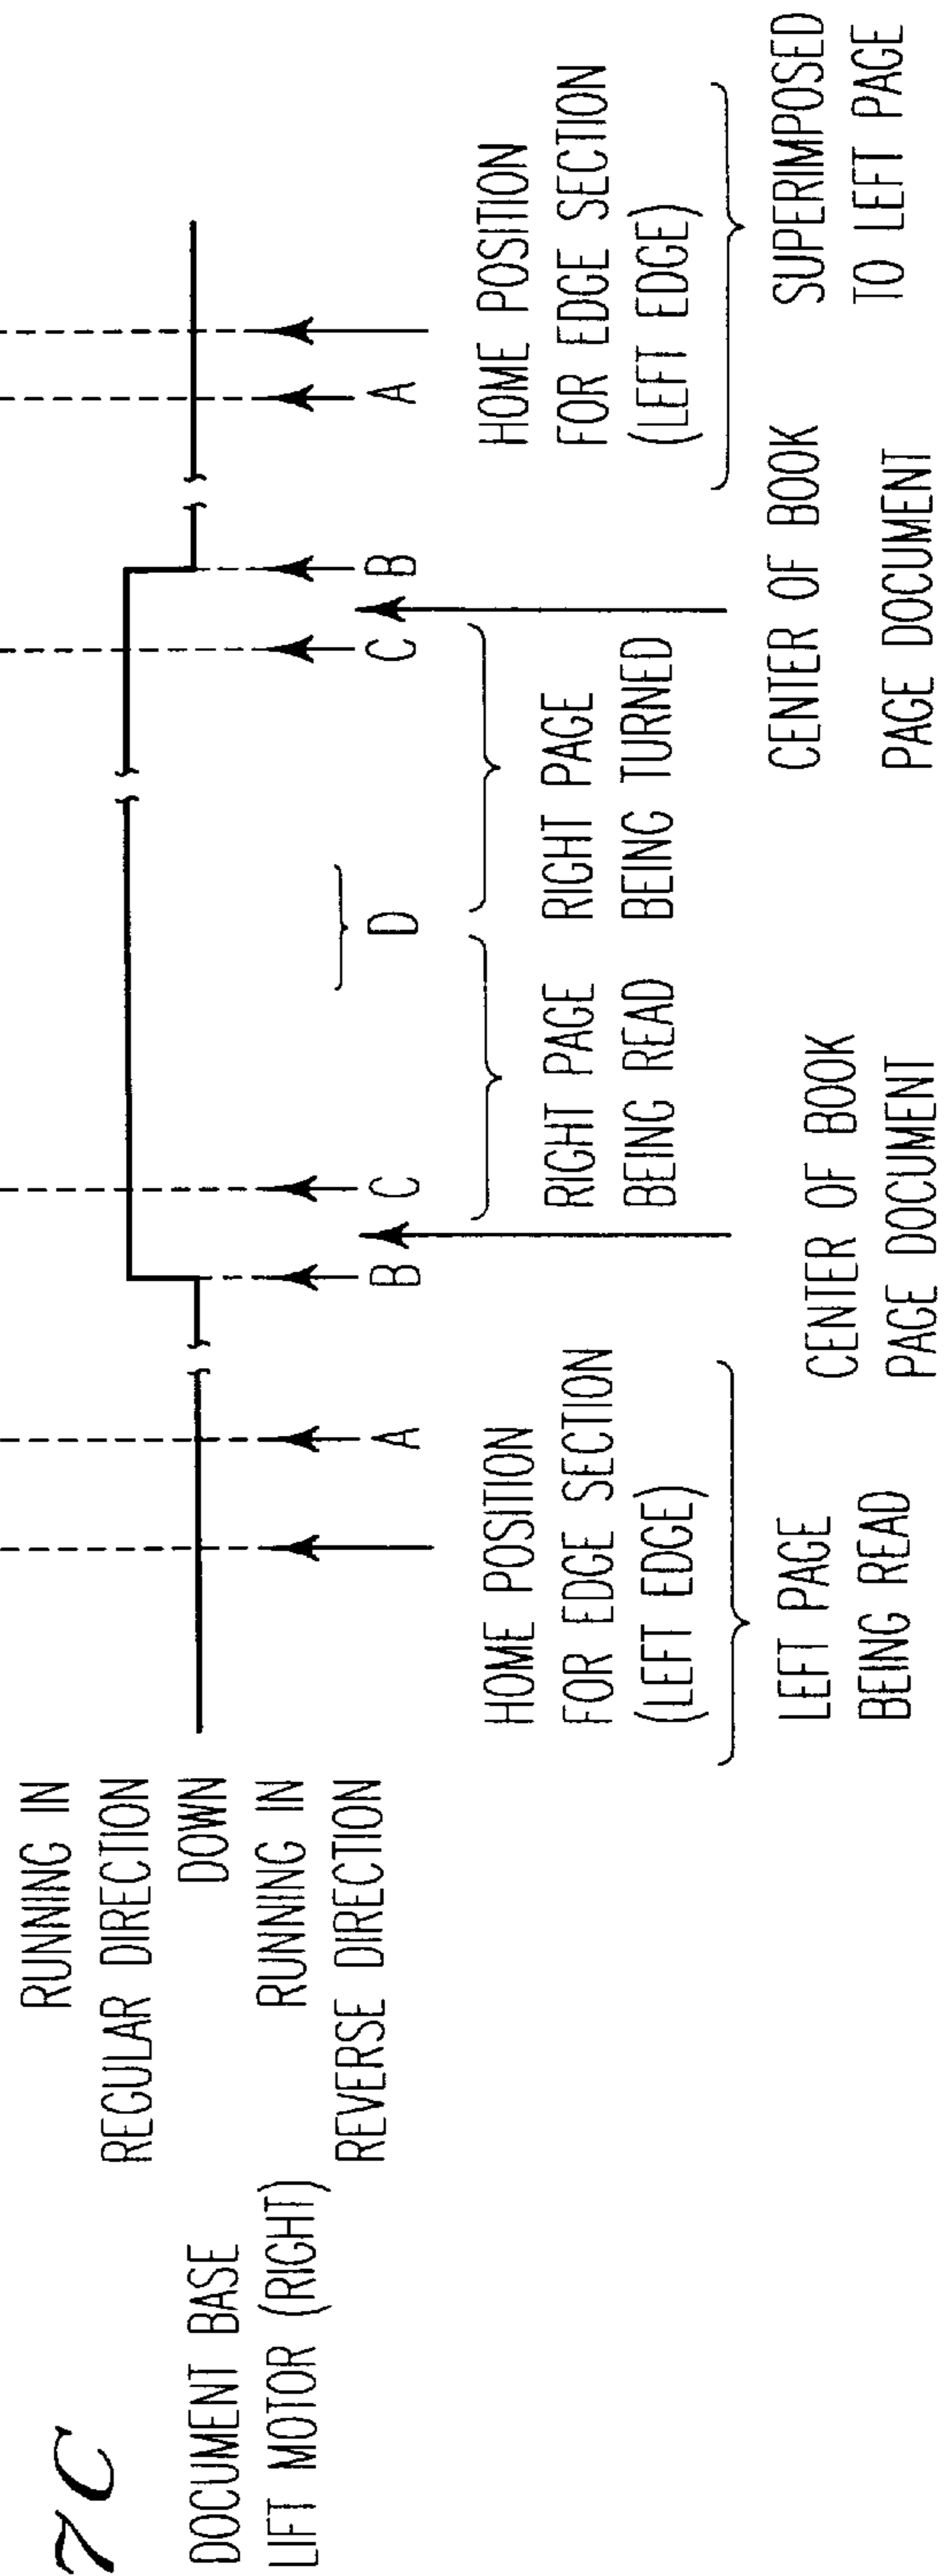 7C
DOCUMENT BASE
LIFT MOTOR (RIGHT)
RUNNING IN
REGULAR DIRECTION
DOWN
RUNNING IN
REVERSE DIRECTION
A
B
C
D
C
B
A
HOME POSITION
FOR EDGE SECTION
(LEFT EDGE)
LEFT PAGE
BEING READ
CENTER OF BOOK
PAGE DOCUMENT
RIGHT PAGE
BEING READ
RIGHT PAGE
BEING TURNED
CENTER OF BOOK
PAGE DOCUMENT
HOME POSITION
FOR EDGE SECTION
(LEFT EDGE)
SUPERIMPOSED
TO LEFT PAGE